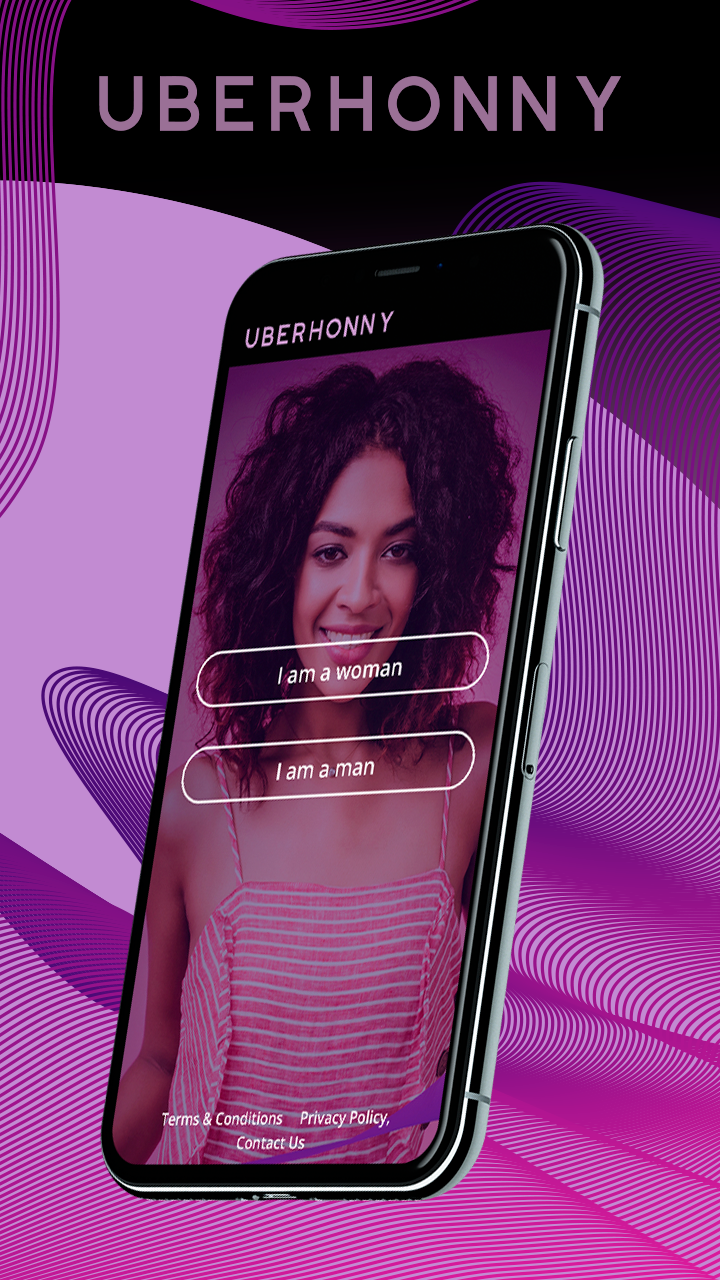 UBERHONNY
UBERHONNY
I am a woman
I am a man
Terms & Conditions Privacy Policy,
Contact Us